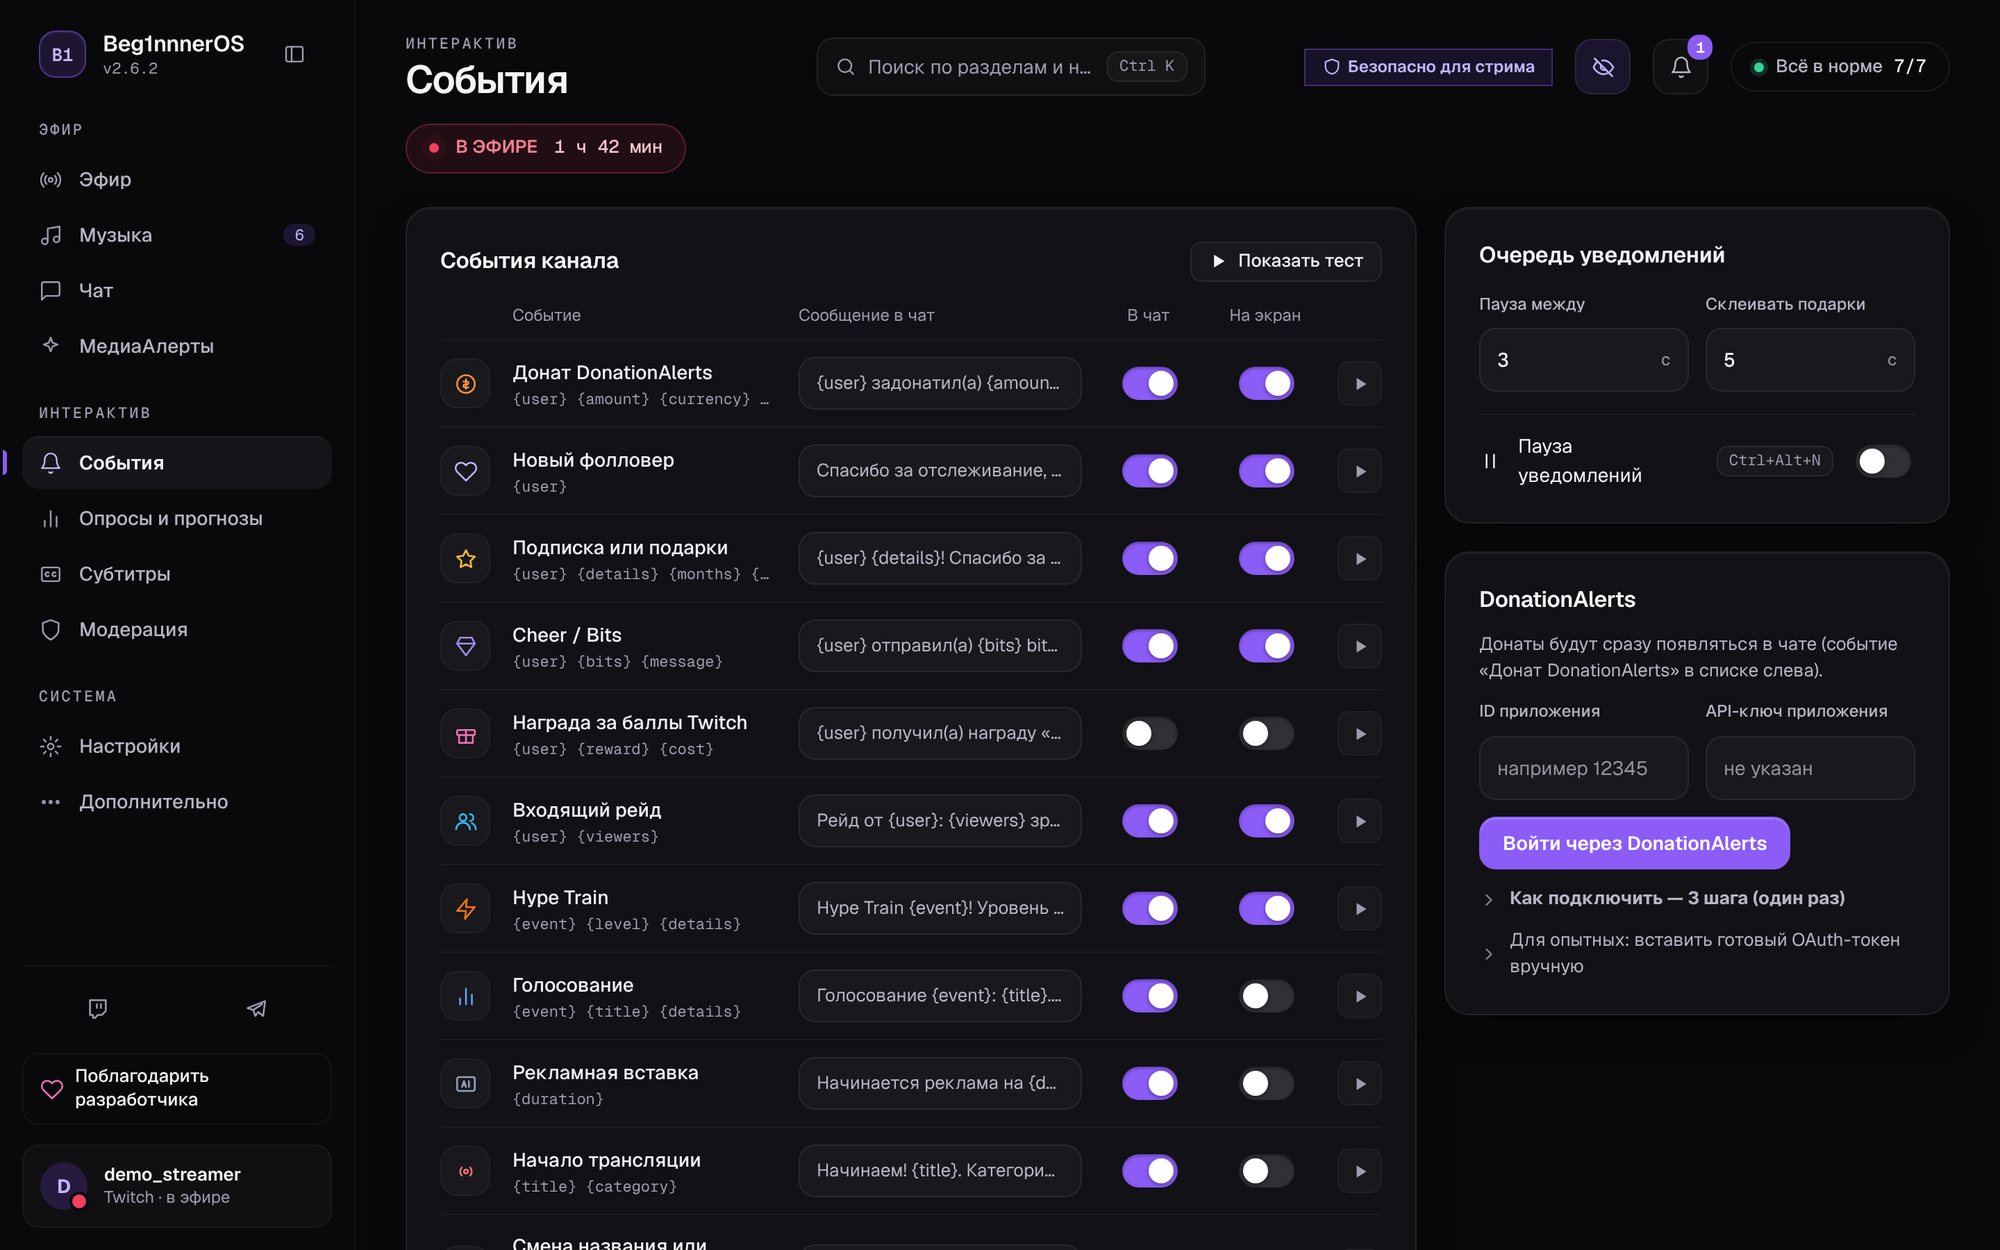 B1
Beg1nnnerOS
v2.6.2
ЭФИР
Эфир
Музыка
6
Чат
МедиаАлерты
ИНТЕРАКТИВ
События
Опросы и прогнозы
Субтитры
Модерация
СИСТЕМА
Настройки
Дополнительно
Поблагодарить
разработчика
D
demo_streamer
Twitch · в эфире
ИНТЕРАКТИВ
События
Поиск по разделам и н...
Ctrl K
Безопасно для стрима
1
Всё в норме 7/7
В ЭФИРЕ 1 ч 42 мин
События канала
Показать тест
Событие
Сообщение в чат
В чат
На экран
Донат DonationAlerts
{user} {amount} {currency} …
{user} задонатил(а) {amoun...
Новый фолловер
{user}
Спасибо за отслеживание, ...
Подписка или подарки
{user} {details} {months} {…
{user} {details}! Спасибо за ...
Cheer / Bits
{user} {bits} {message}
{user} отправил(а) {bits} bit...
Награда за баллы Twitch
{user} {reward} {cost}
{user} получил(а) награду «...
Входящий рейд
{user} {viewers}
Рейд от {user}: {viewers} зр...
Hype Train
{event} {level} {details}
Hype Train {event}! Уровень ...
Голосование
{event} {title} {details}
Голосование {event}: {title}....
Рекламная вставка
{duration}
Начинается реклама на {d...
Начало трансляции
{title} {category}
Начинаем! {title}. Категори...
Смена названия или
Очередь уведомлений
Пауза между
Склеивать подарки
3 с
5 с
Пауза
уведомлений
Ctrl+Alt+N
DonationAlerts
Донаты будут сразу появляться в чате (событие
«Донат DonationAlerts» в списке слева).
ID приложения
API-ключ приложения
например 12345
не указан
Войти через DonationAlerts
Как подключить — 3 шага (один раз)
Для опытных: вставить готовый OAuth-токен
вручную